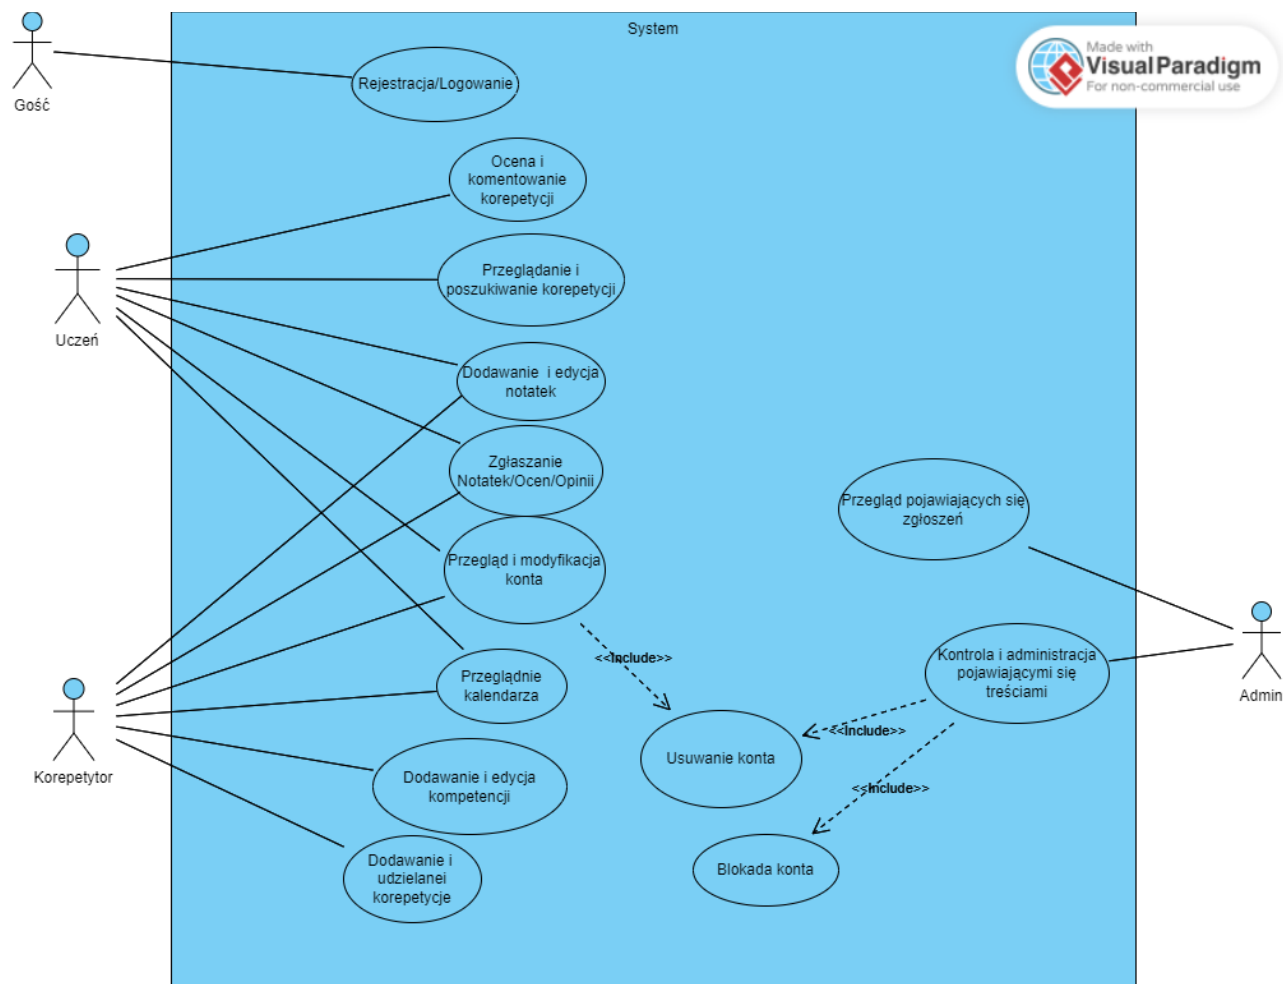 System
Made with
Visual Paradigm
For non-commercial use
Gość
Rejestracja/Logowanie
Ocena i
komentowanie
korepetycji
Przeglądanie i
poszukiwanie korepetycji
Uczeń
Dodawanie i edycja
notatek
Zgłaszanie
Notatek/Ocen/Opinii
Przegląd pojawiających się
zgłoszeń
Przegląd i modyfikacja
konta
<<Include>>
Kontrola i administracja
pojawiającymi się
treściami
Admin
Przeglądnie
kalendarza
<<Include>>
Usuwanie konta
Korepetytor
Dodawanie i edycja
kompetencji
<<Include>>
Dodawanie i
udzielanei
korepetycje
Blokada konta